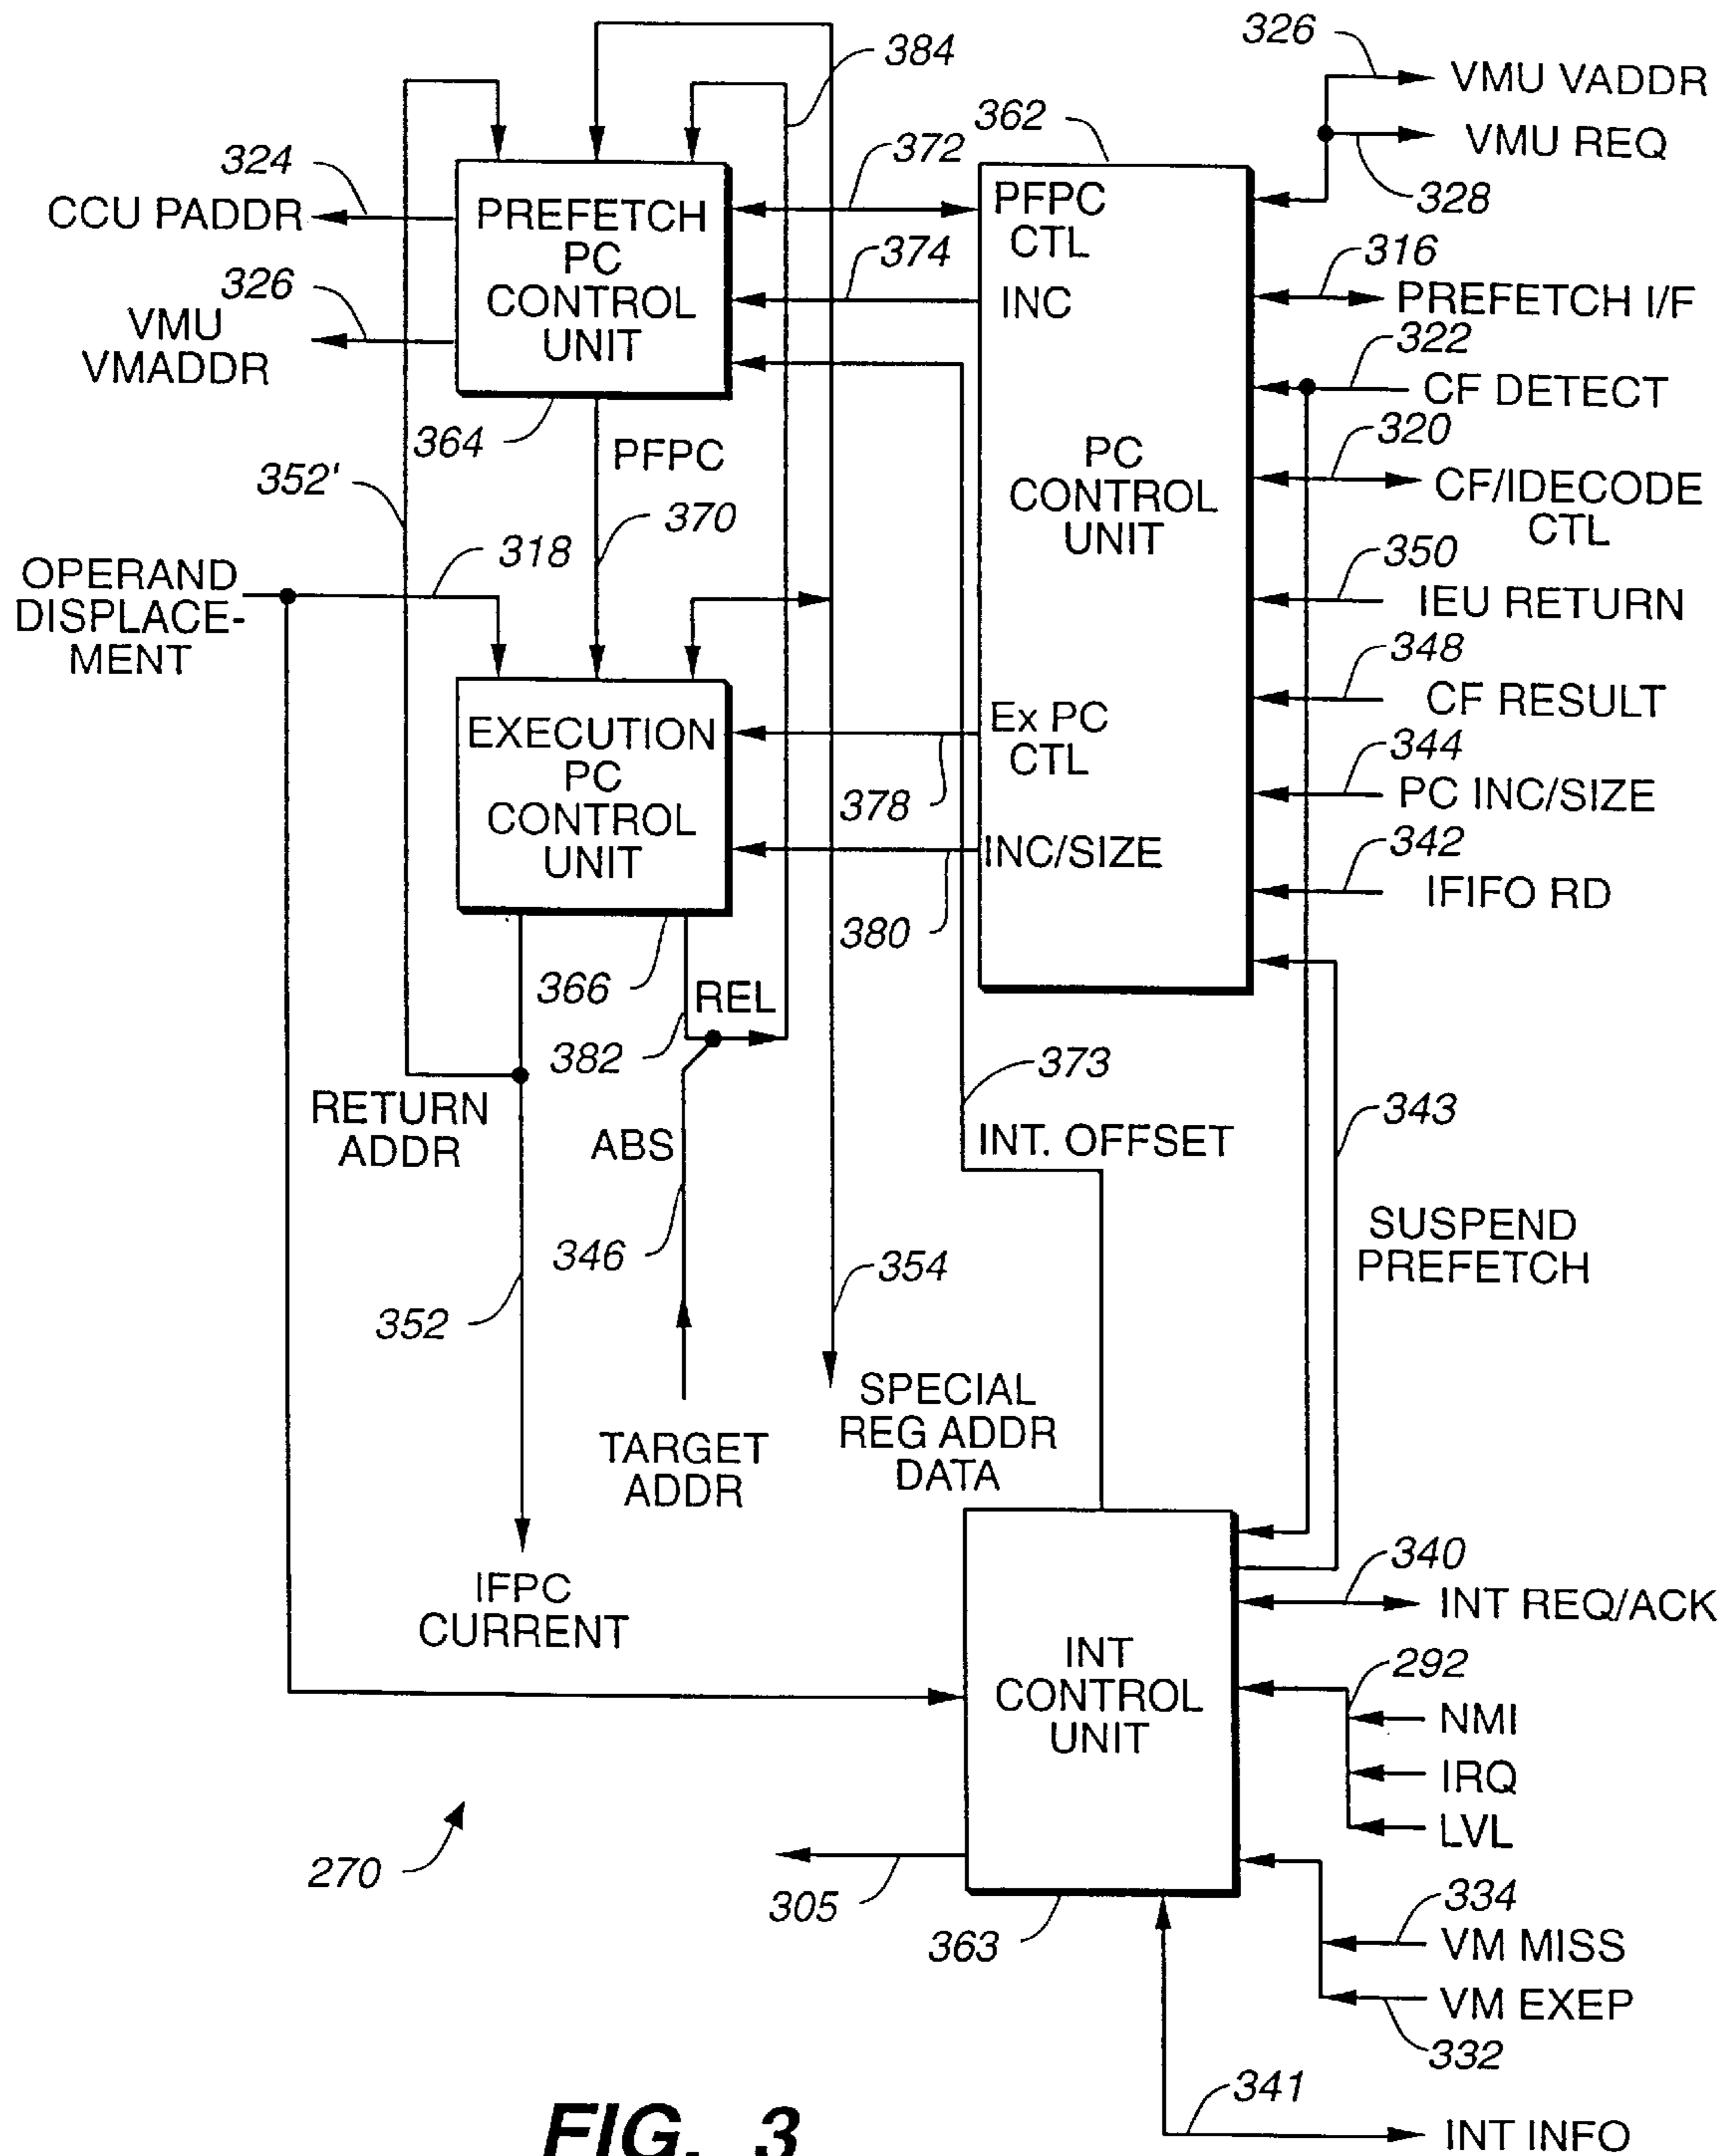 384
326
VMU VADDR
362
372
VMU REQ
324
328
CCU PADDR
PREFETCH
PC
CONTROL
UNIT
PFPC
CTL
374
316
326
INC
PREFETCH I/F
VMU
VMADDR
322
CF DETECT
364
PFPC
320
352'
PC
CONTROL
UNIT
CF/IDECODE
CTL
370
318
350
OPERAND
DISPLACE-
MENT
IEU RETURN
348
CF RESULT
EXECUTION
PC
CONTROL
UNIT
Ex PC
CTL
344
378
PC INC/SIZE
INC/SIZE
342
IFIFO RD
380
366
REL
382
373
343
RETURN
ADDR
ABS
INT. OFFSET
SUSPEND
PREFETCH
346
354
352
SPECIAL
REG ADDR
DATA
TARGET
ADDR
340
IFPC
CURRENT
INT REQ/ACK
INT
CONTROL
UNIT
292
NMI
IRQ
LVL
270
305
363
334
VM MISS
VM EXEP
332
341
INT INFO
FIG. 3